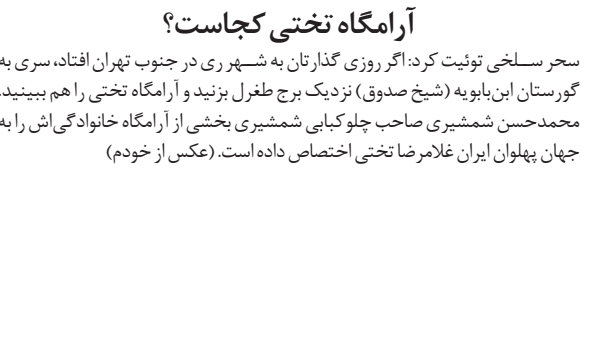 آرامگاه تختی کجاست؟
سحر سلخی توئیت کرد: اگر روزی گذارتان به شهر ری در جنوب تهران افتاد، سری به
گورستان ابن‌بابویه (شیخ صدوق) نزدیک برج طغرل بزنید و آرامگاه تختی را هم ببینید.
محمدحسن شمشیری صاحب چلوکبابی شمشیری بخشی از آرامگاه خانوادگی‌اش را به
جهان پهلوان ایران غلامرضا تختی اختصاص داده است. (عکس از خودم)